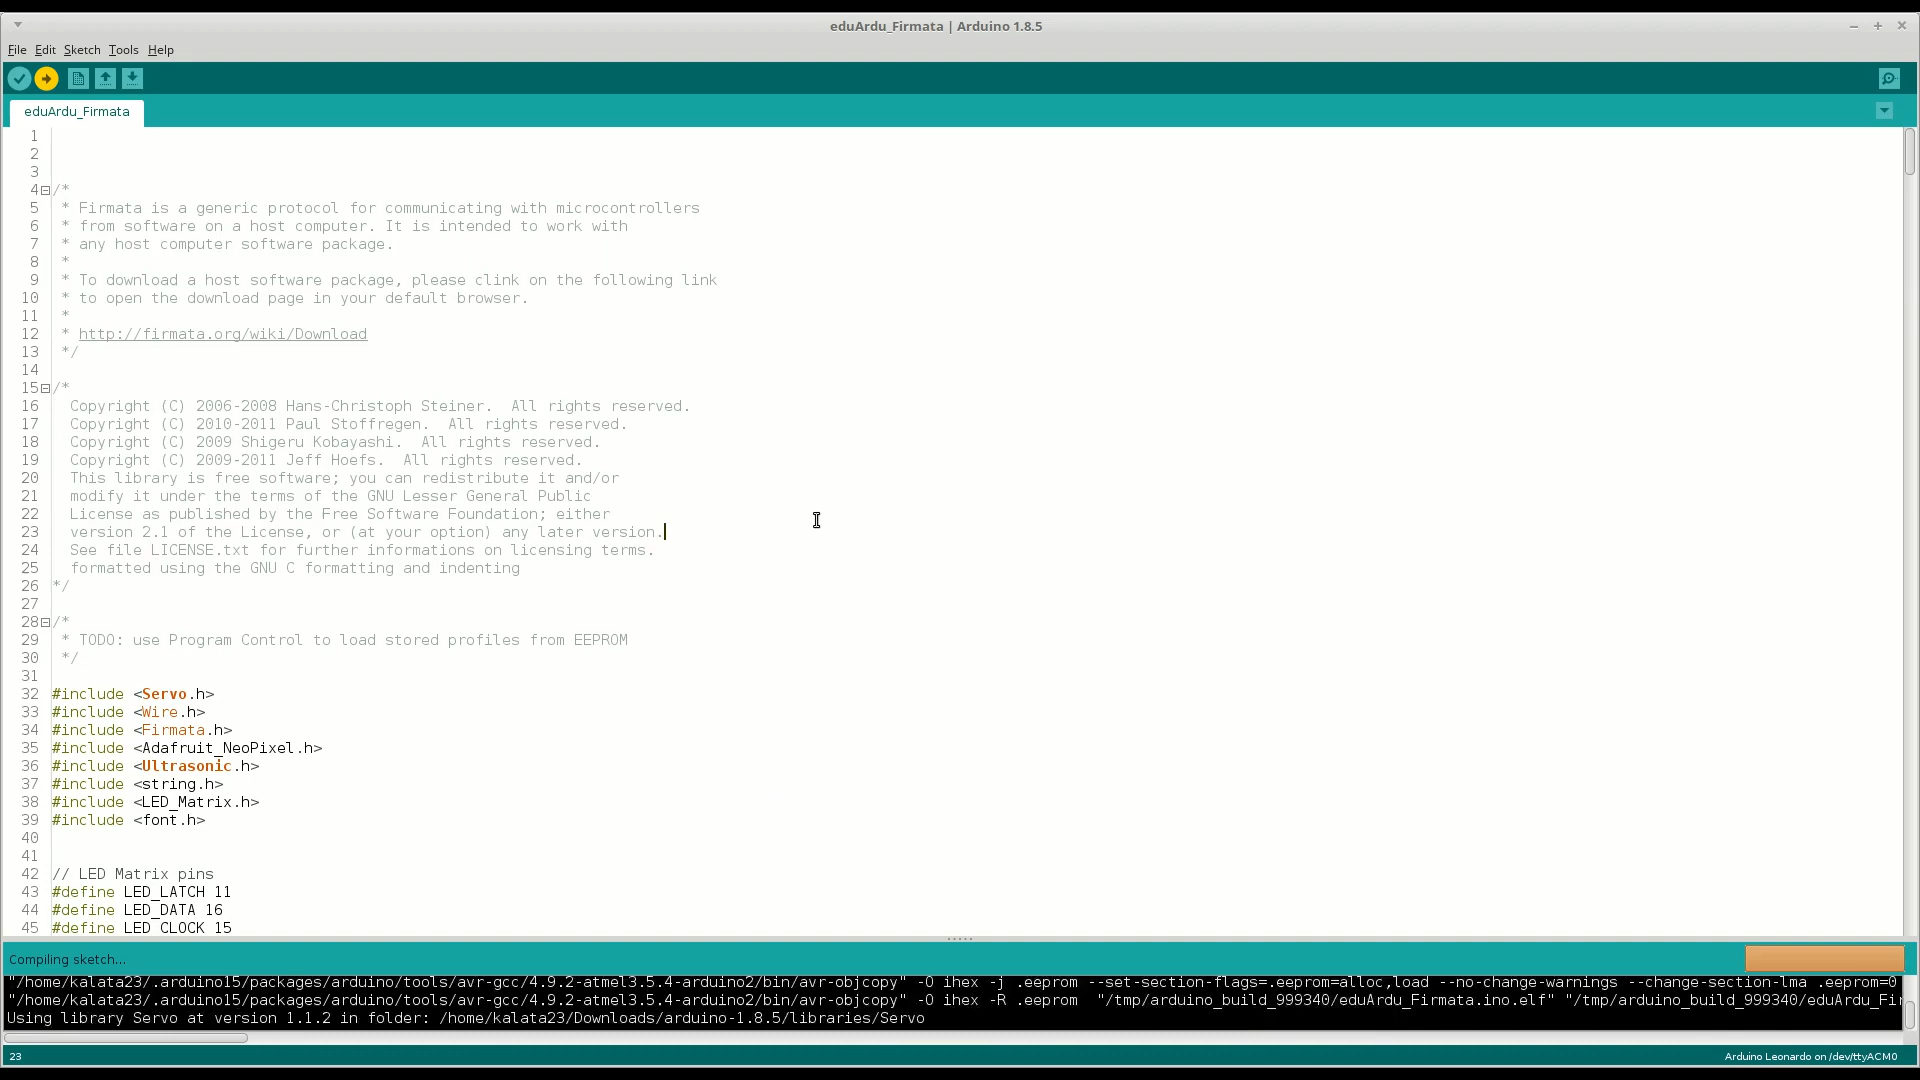 eduArdu_Firmata | Arduino 1.8.5
File Edit Sketch Tools Help
eduArdu_Firmata
1
2
3
4 /*
5 * Firmata is a generic protocol for communicating with microcontrollers
6 * from software on a host computer. It is intended to work with
7 * any host computer software package.
8 *
9 * To download a host software package, please clink on the following link
10 * to open the download page in your default browser.
11 *
12 * http://firmata.org/wiki/Download
13 */
14
15 /*
16 Copyright (C) 2006-2008 Hans-Christoph Steiner.  All rights reserved.
17 Copyright (C) 2010-2011 Paul Stoffregen.  All rights reserved.
18 Copyright (C) 2009 Shigeru Kobayashi.  All rights reserved.
19 Copyright (C) 2009-2011 Jeff Hoefs.  All rights reserved.
20 This library is free software; you can redistribute it and/or
21 modify it under the terms of the GNU Lesser General Public
22 License as published by the Free Software Foundation; either
23 version 2.1 of the License, or (at your option) any later version.
24 See file LICENSE.txt for further informations on licensing terms.
25 formatted using the GNU C formatting and indenting
26 */
27
28 /*
29 * TODO: use Program Control to load stored profiles from EEPROM
30 */
31
32 #include <Servo.h>
33 #include <Wire.h>
34 #include <Firmata.h>
35 #include <Adafruit_NeoPixel.h>
36 #include <Ultrasonic.h>
37 #include <string.h>
38 #include <LED_Matrix.h>
39 #include <font.h>
40
41
42 // LED Matrix pins
43 #define LED_LATCH 11
44 #define LED_DATA 16
45 #define LED_CLOCK 15
Compiling sketch...
"/home/kalata23/.arduino15/packages/arduino/tools/avr-gcc/4.9.2-atmel3.5.4-arduino2/bin/avr-objcopy" -O ihex -j .eeprom --set-section-flags=.eeprom=alloc,load --no-change-warnings --change-section-lma .eeprom=0
"/home/kalata23/.arduino15/packages/arduino/tools/avr-gcc/4.9.2-atmel3.5.4-arduino2/bin/avr-objcopy" -O ihex -R .eeprom  "/tmp/arduino_build_999340/eduArdu_Firmata.ino.elf" "/tmp/arduino_build_999340/eduArdu_Fir
Using library Servo at version 1.1.2 in folder: /home/kalata23/Downloads/arduino-1.8.5/libraries/Servo
23
Arduino Leonardo on /dev/ttyACM0